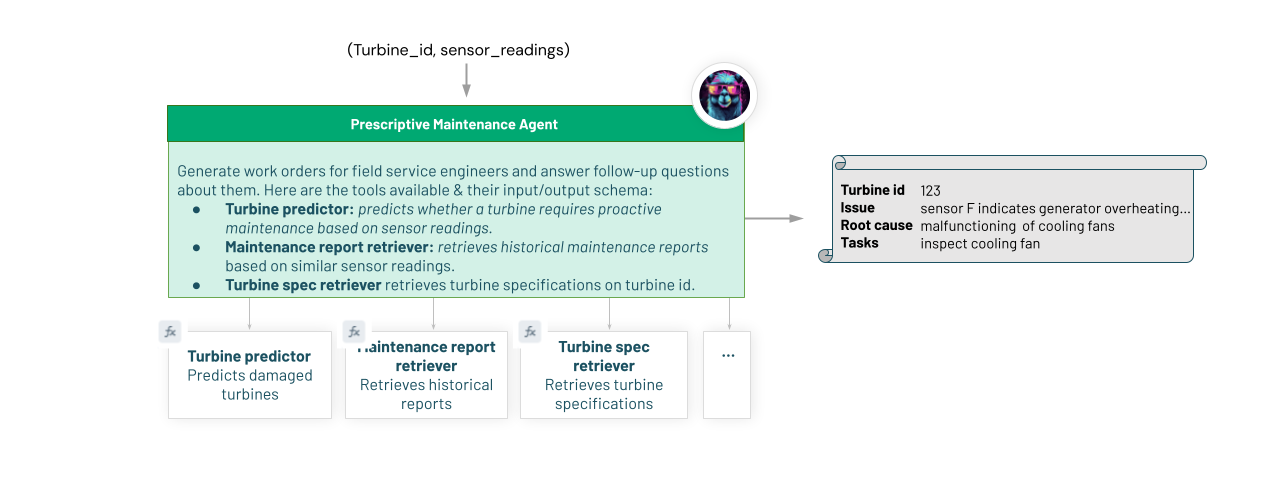 (Turbine_id, sensor_readings)
Prescriptive Maintenance Agent
Generate work orders for field service engineers and answer follow-up questions
about them. Here are the tools available & their input/output schema:
● Turbine predictor: predicts whether a turbine requires proactive
maintenance based on sensor readings.
● Maintenance report retriever: retrieves historical maintenance reports
based on similar sensor readings.
● Turbine spec retriever retrieves turbine specifications on turbine id.
Turbine id 123
Issue sensor F indicates generator overheating...
Root cause malfunctioning of cooling fans
Tasks inspect cooling fan
fx
Turbine predictor
Predicts damaged
turbines
fx
Maintenance report
retriever
Retrieves historical
reports
fx
Turbine spec
retriever
Retrieves turbine
specifications
...